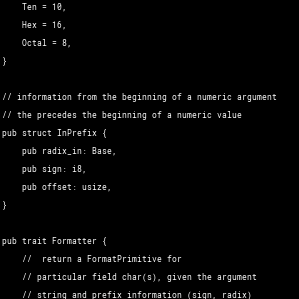 Ten = 10,
Hex = 16,
Octal = 8,
}
// information from the beginning of a numeric argument
// the precedes the beginning of a numeric value
pub struct InPrefix {
pub radix_in: Base,
pub sign: i8,
pub offset: usize,
}
pub trait Formatter {
//  return a FormatPrimitive for
// particular field char(s), given the argument
// string and prefix information (sign, radix)